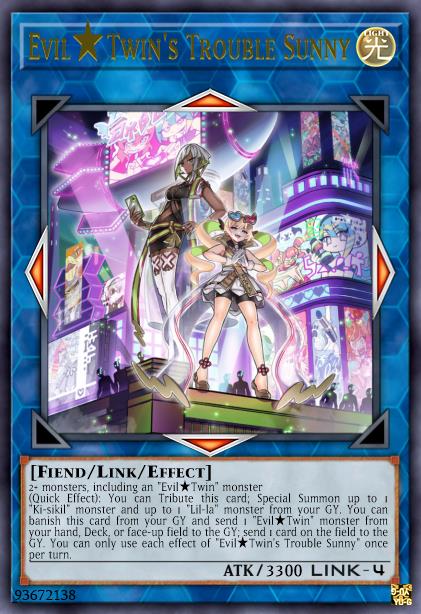 Evil★Twin's Trouble Sunny
LIGHT
光
[Fiend/Link/Effect]
2+ monsters, including an "Evil★Twin" monster
(Quick Effect): You can Tribute this card; Special Summon up to 1
"Ki-sikil" monster and up to 1 "Lil-la" monster from your GY. You can
banish this card from your GY and send 1 "Evil★Twin" monster from
your hand, Deck, or face-up field to the GY; send 1 card on the field to
the GY. You can only use each effect of "Evil★Twin's Trouble Sunny" once
per turn.
ATK/3300 LINK-4
93672138